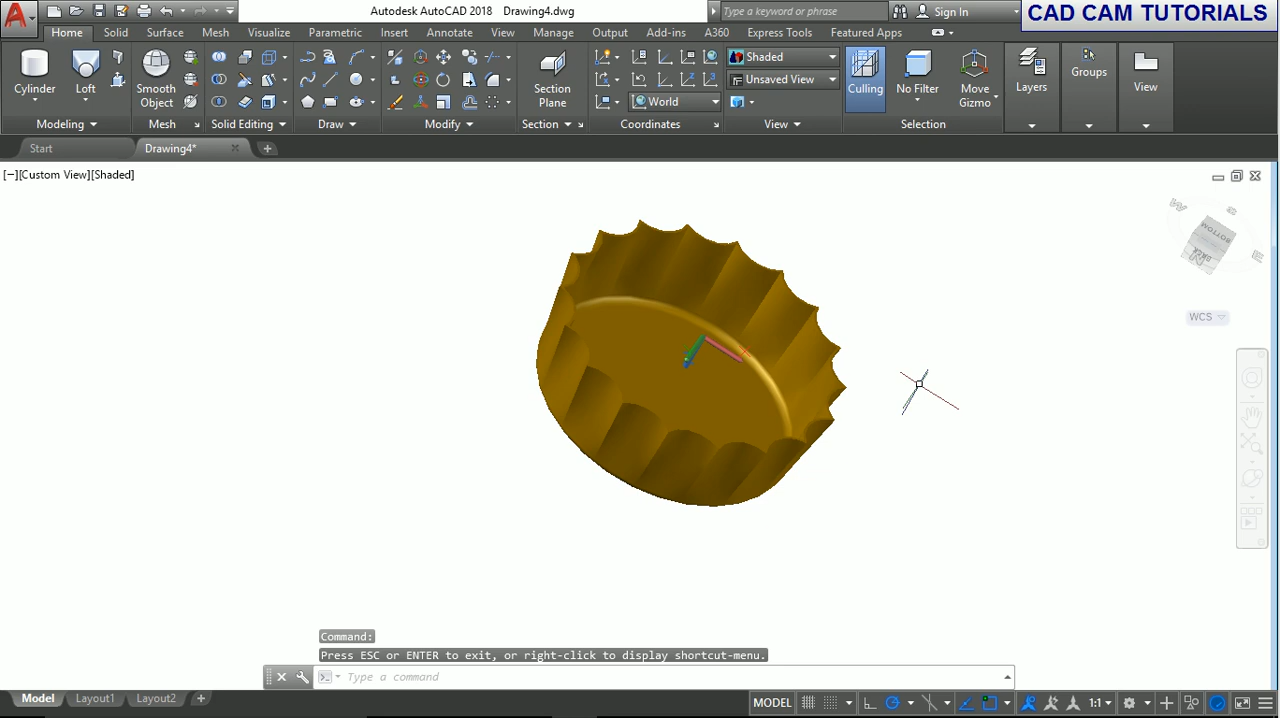 Autodesk AutoCAD 2018 Drawing4.dwg
Type a keyword or phrase
Sign In
CAD CAM TUTORIALS
Home Solid Surface Mesh Visualize Parametric Insert Annotate View Manage Output Add-ins A360 Express Tools Featured Apps
Shaded
Unsaved View
World
Cylinder Loft Smooth Object Section Plane Culling No Filter Move Gizmo Layers Groups View
Modeling Mesh Solid Editing Draw Modify Section Coordinates View Selection
Start Drawing4*
[−][Custom View][Shaded]
W
BOTTOM
BACK
WCS
Command:
Press ESC or ENTER to exit, or right-click to display shortcut-menu.
Type a command
Model Layout1 Layout2
MODEL 1:1